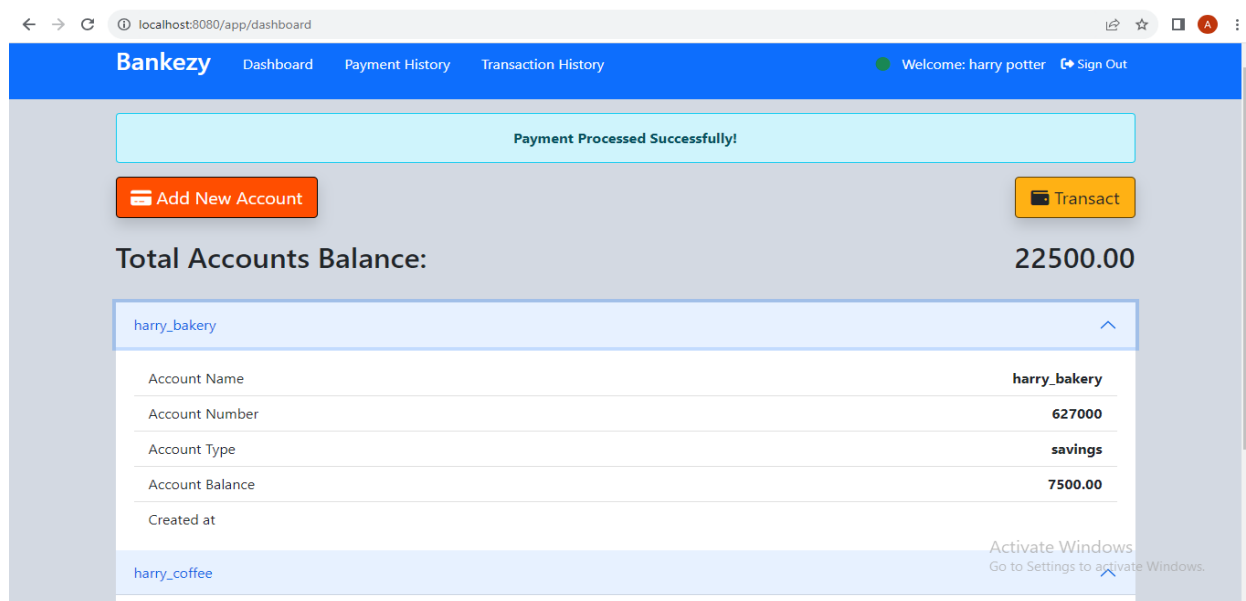 localhost:8080/app/dashboard
A
Bankezy Dashboard Payment History Transaction History Welcome: harry potter Sign Out
Payment Processed Successfully!
Add New Account Transact
Total Accounts Balance: 22500.00
harry_bakery
Account Name harry_bakery
Account Number 627000
Account Type savings
Account Balance 7500.00
Created at
Activate Windows
harry_coffee Go to Settings to activate Windows.